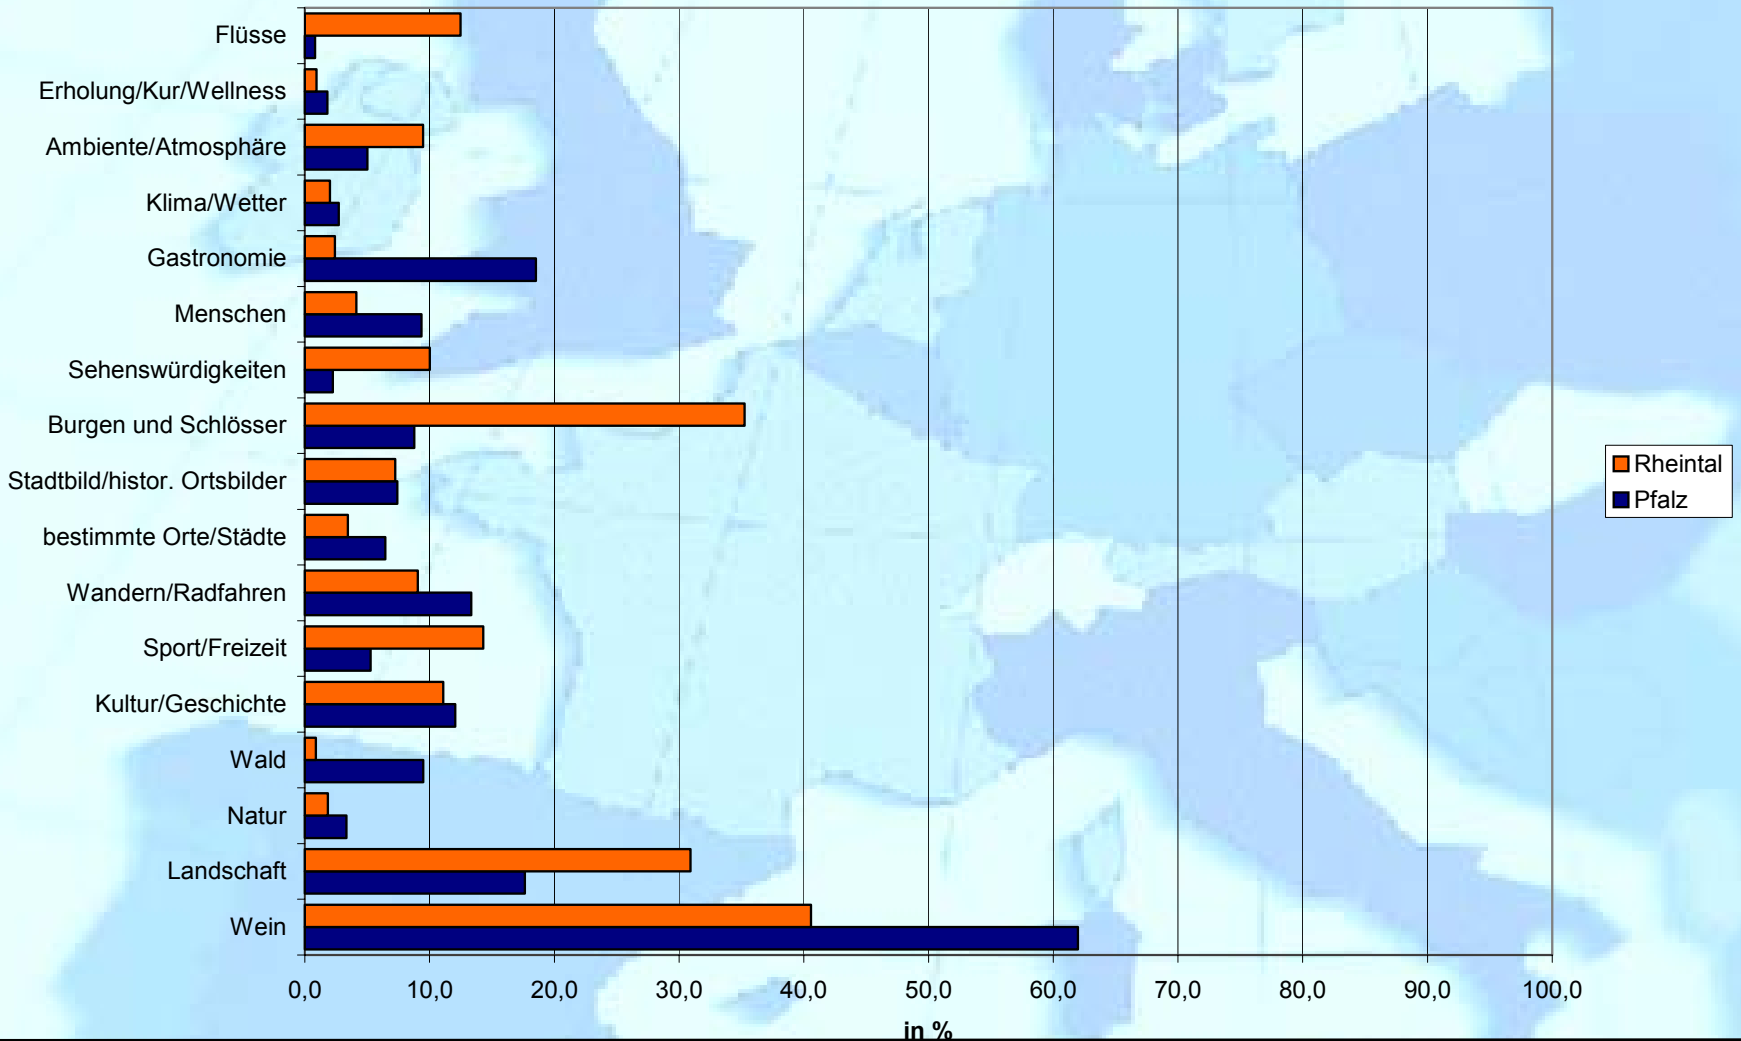 Flüsse
Erholung/Kur/Wellness
Ambiente/Atmosphäre
Klima/Wetter
Gastronomie
Menschen
Sehenswürdigkeiten
Burgen und Schlösser
Stadtbild/histor. Ortsbilder
bestimmte Orte/Städte
Wandern/Radfahren
Sport/Freizeit
Kultur/Geschichte
Wald
Natur
Landschaft
Wein
0,0 10,0 20,0 30,0 40,0 50,0 60,0 70,0 80,0 90,0 100,0
in %
Rheintal
Pfalz